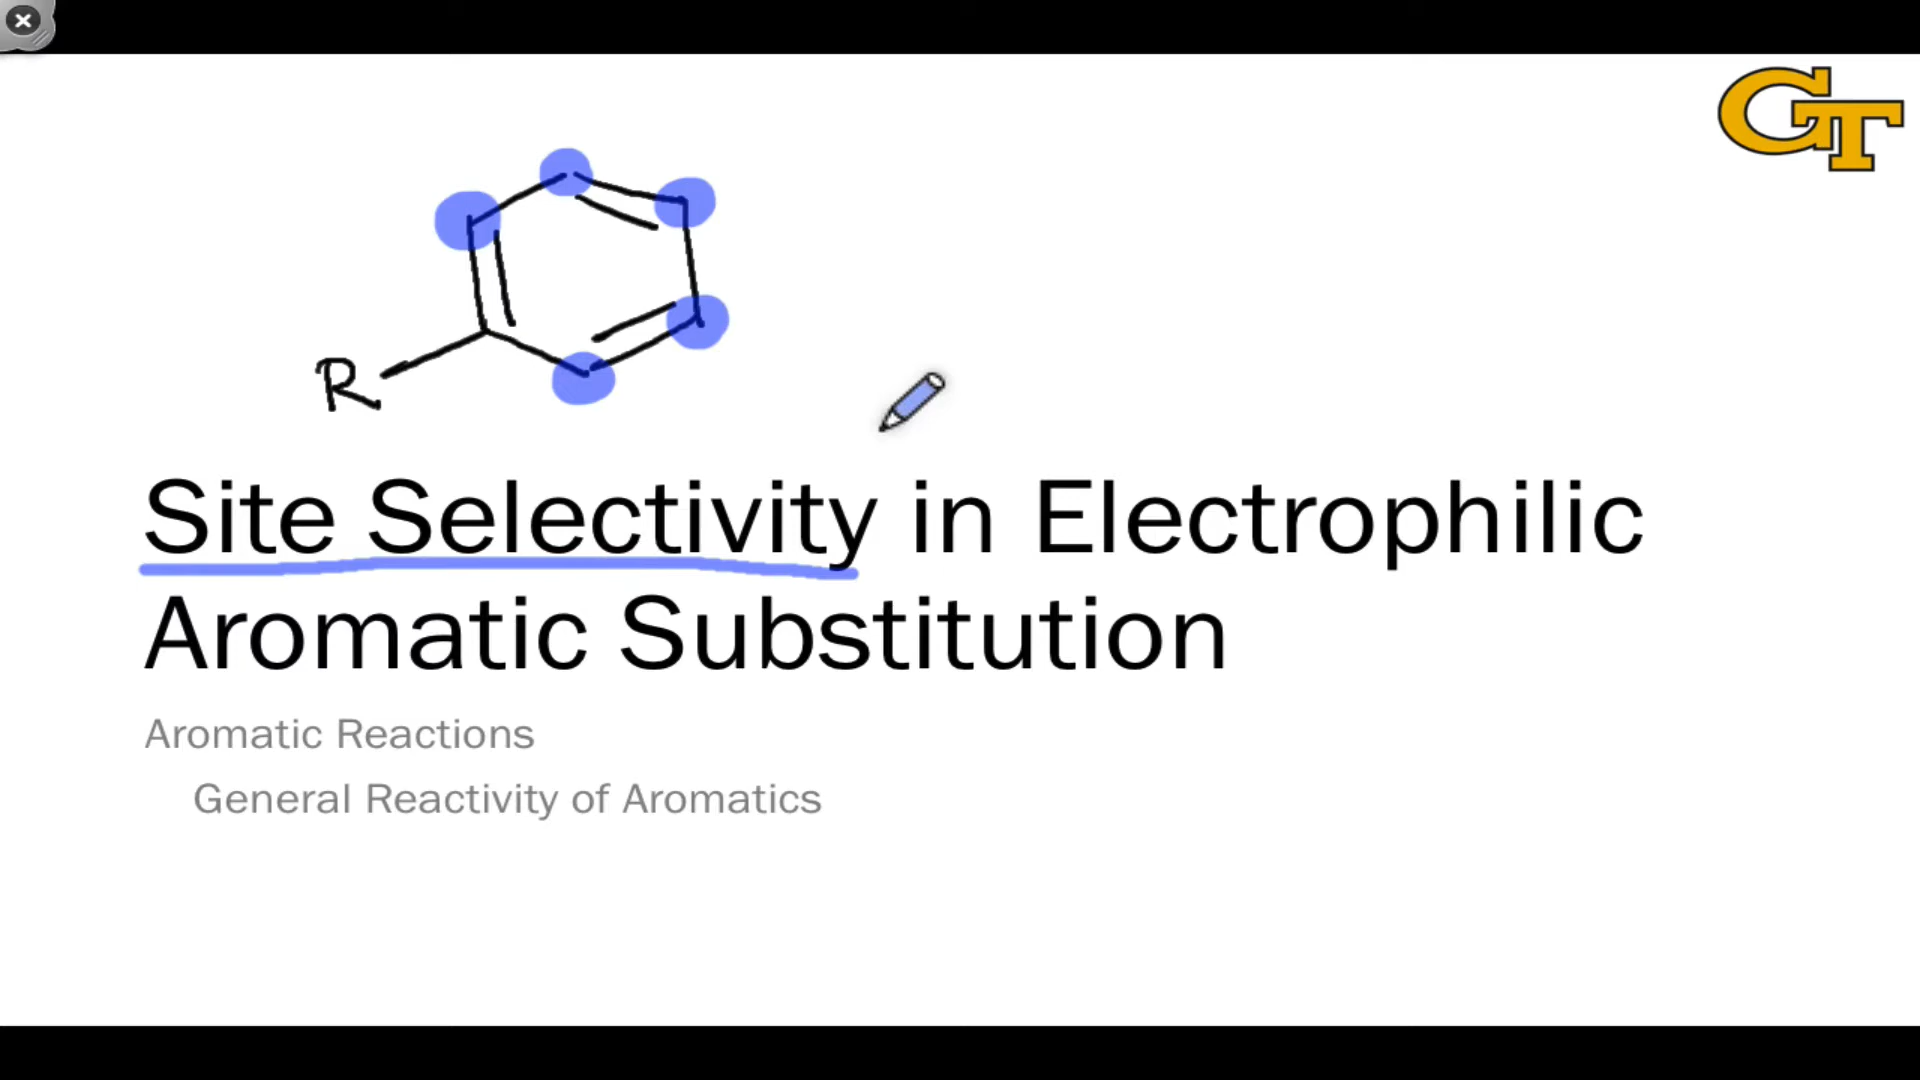 GT
R
Site Selectivity in Electrophilic
Aromatic Substitution
Aromatic Reactions
General Reactivity of Aromatics